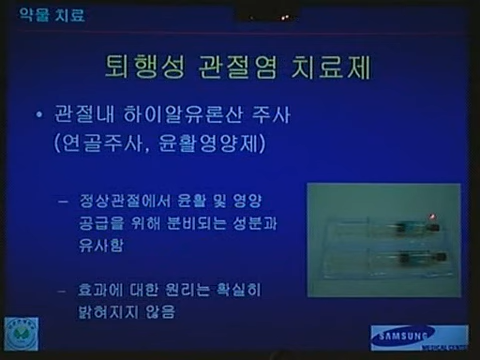 약물 치료
퇴행성 관절염 치료제
• 관절내 하이알유론산 주사
(연골주사, 윤활영양제)
– 정상관절에서 윤활 및 영양
공급을 위해 분비되는 성분과
유사함
– 효과에 대한 원리는 확실히
밝혀지지 않음
SAMSUNG
MEDICAL CENTER